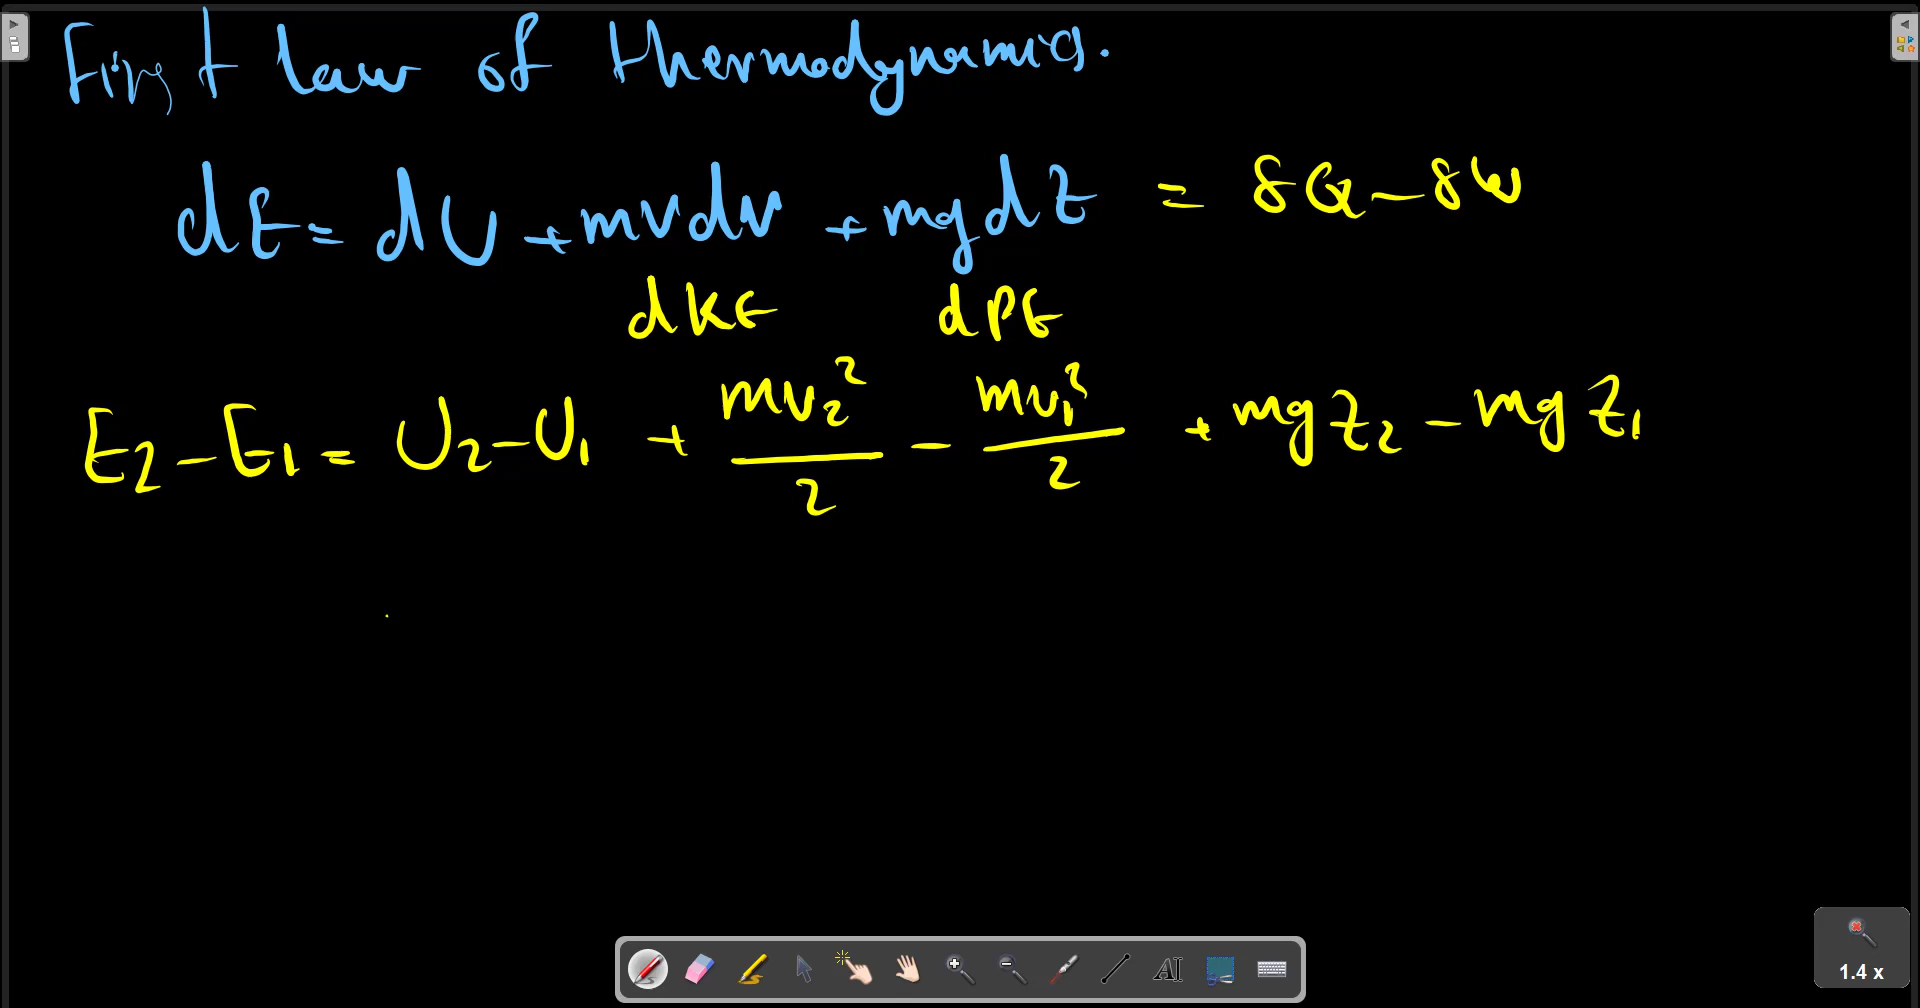 First law of thermodynamics.
dE = dU + mvdv + mgdz = δQ - δW
dKE dPE
E₂ - E₁ = U₂ - U₁ + mv₂²/2 - mv₁²/2 + mgz₂ - mgz₁
1.4 x